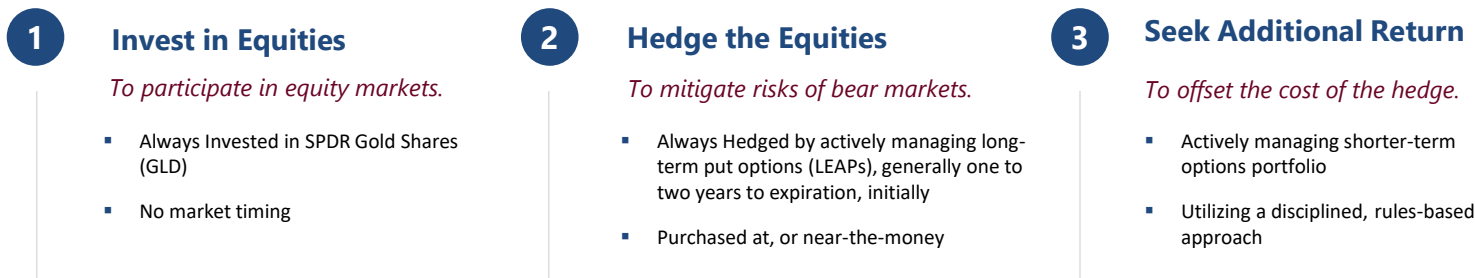 1
Invest in Equities
To participate in equity markets.
▪ Always Invested in SPDR Gold Shares
(GLD)
▪ No market timing
2
Hedge the Equities
To mitigate risks of bear markets.
▪ Always Hedged by actively managing long-
term put options (LEAPs), generally one to
two years to expiration, initially
▪ Purchased at, or near-the-money
3
Seek Additional Return
To offset the cost of the hedge.
▪ Actively managing shorter-term
options portfolio
▪ Utilizing a disciplined, rules-based
approach